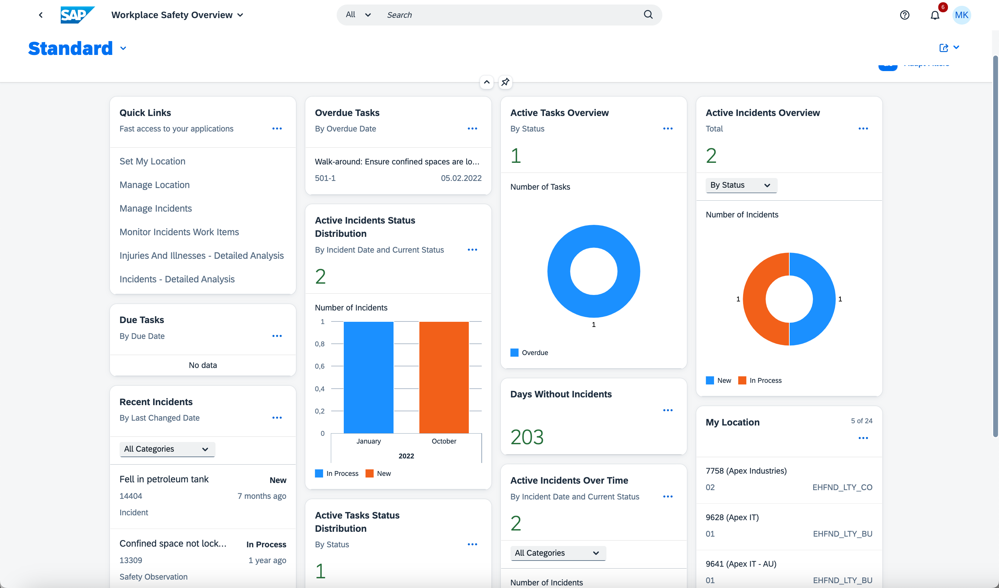 SAP
Workplace Safety Overview
All
Search
6
MK
Standard
Quick Links
Fast access to your applications
Set My Location
Manage Location
Manage Incidents
Monitor Incidents Work Items
Injuries And Illnesses - Detailed Analysis
Incidents - Detailed Analysis
Due Tasks
By Due Date
No data
Recent Incidents
By Last Changed Date
All Categories
Fell in petroleum tank
New
14404
7 months ago
Incident
Confined space not lock...
In Process
13309
1 year ago
Safety Observation
Overdue Tasks
By Overdue Date
Walk-around: Ensure confined spaces are lo...
501-1
05.02.2022
Active Incidents Status
Distribution
By Incident Date and Current Status
2
Number of Incidents
1
0,8
0,6
0,4
0,2
0
January
October
2022
In Process
New
Active Tasks Status
Distribution
By Status
1
Active Tasks Overview
By Status
1
Number of Tasks
1
Overdue
Days Without Incidents
203
Active Incidents Over Time
By Incident Date and Current Status
2
All Categories
Number of Incidents
Active Incidents Overview
Total
2
By Status
Number of Incidents
1
1
New
In Process
My Location
5 of 24
7758 (Apex Industries)
02
EHFND_LTY_CO
9628 (Apex IT)
01
EHFND_LTY_BU
9641 (Apex IT - AU)
01
EHFND_LTY_BU